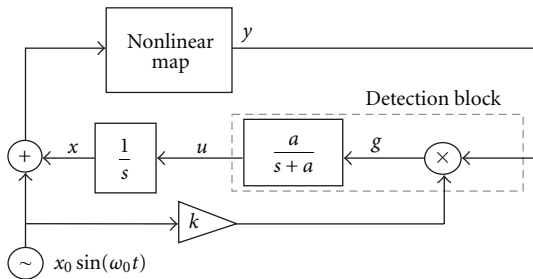 Nonlinear
map
y
Detection block
+
x
1
s
u
a
s + a
g
×
k
~
x0 sin(ω0t)